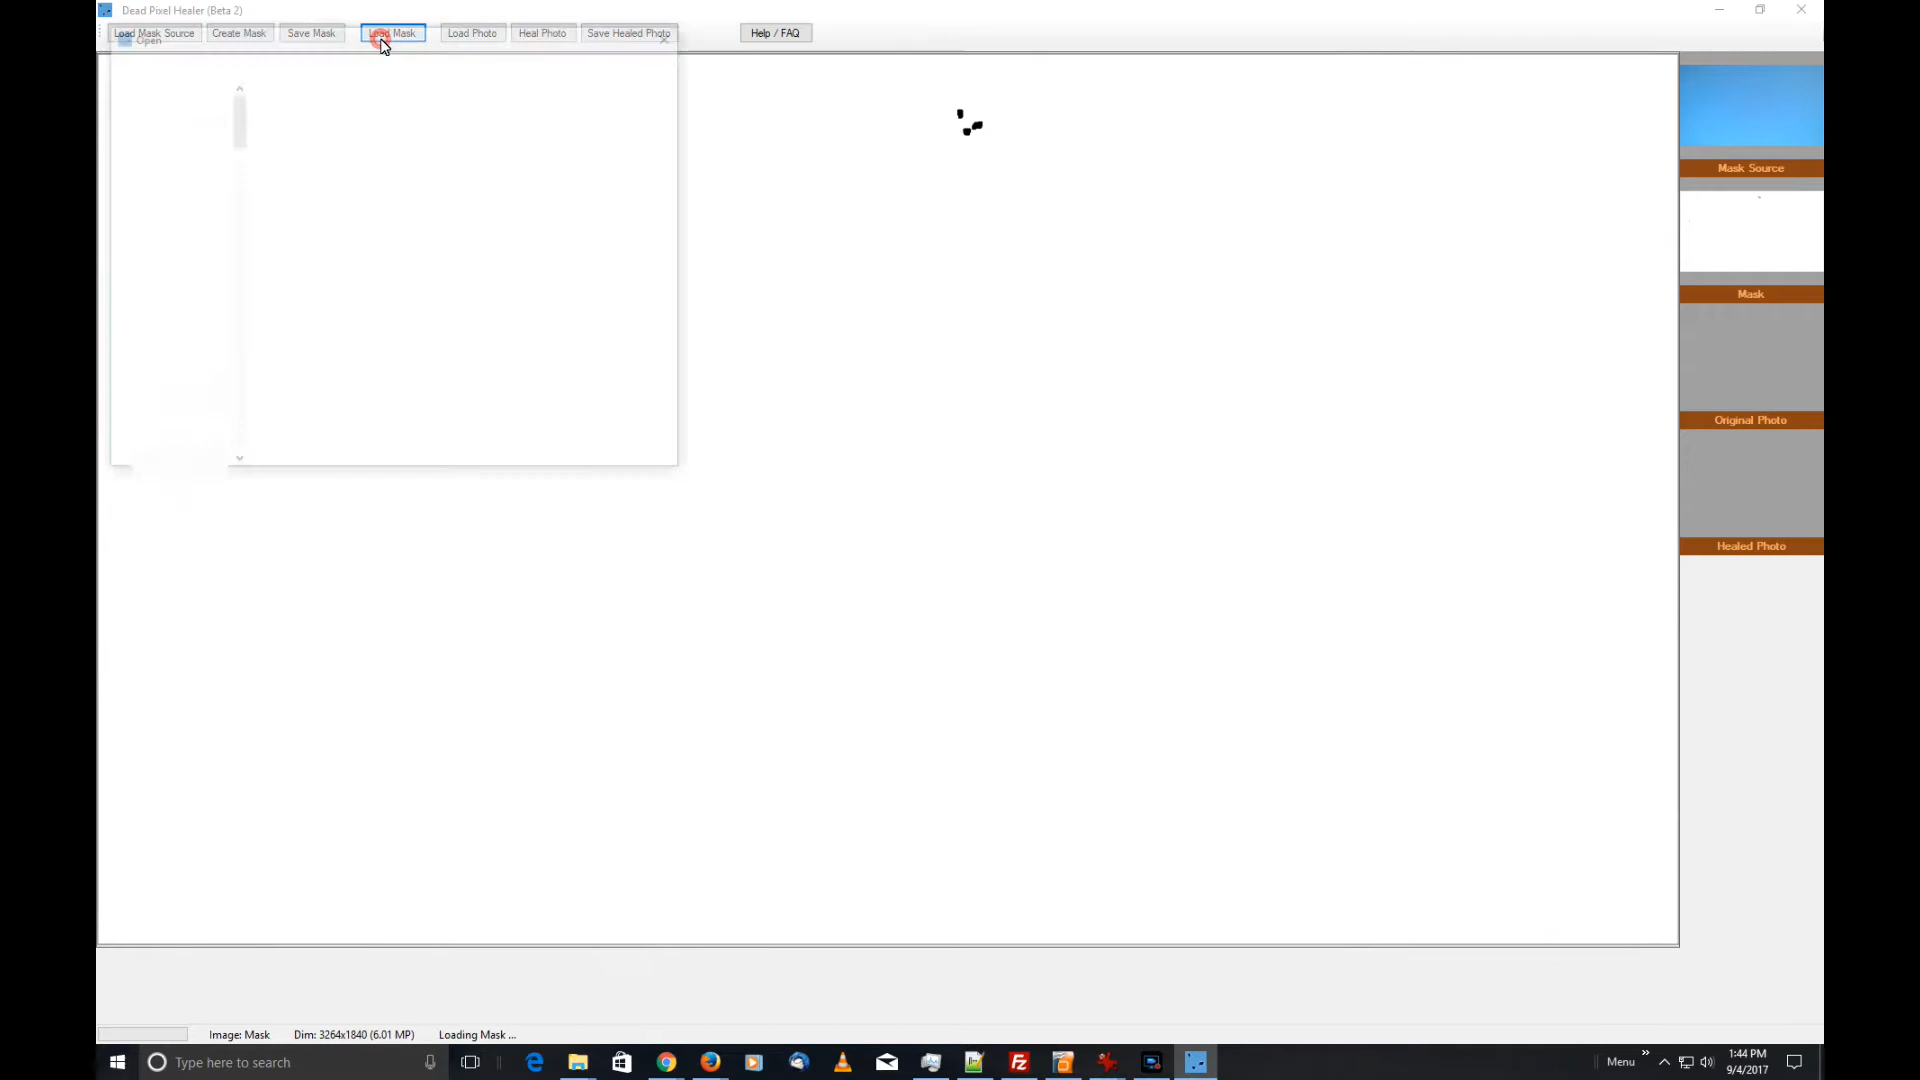 Dead Pixel Healer (Beta 2)
Load Mask Source
Create Mask
Save Mask
Load Mask
Load Photo
Heal Photo
Save Healed Photo
Help / FAQ
Open
Mask Source
Mask
Original Photo
Healed Photo
Image: Mask
Dim: 3264x1840 (6.01 MP)
Loading Mask ...
Type here to search
Menu
1:44 PM
9/4/2017